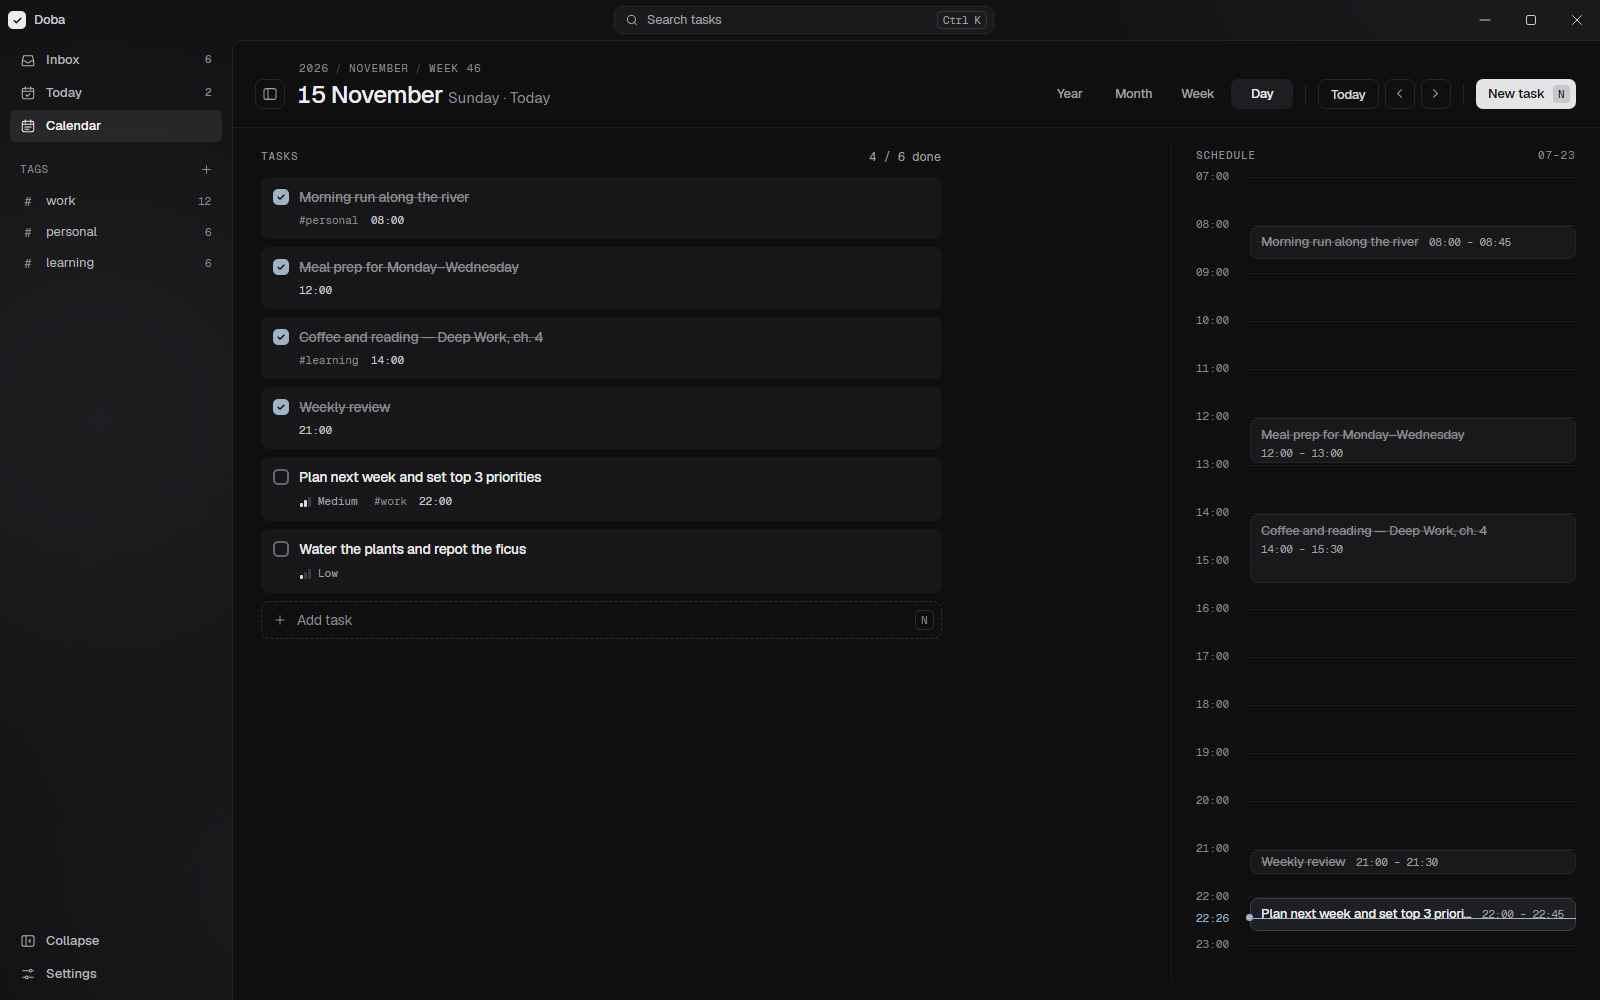 Doba
Search tasks
Ctrl K
Inbox 6
Today 2
Calendar
TAGS
# work 12
# personal 6
# learning 6
Collapse
Settings
2026 / NOVEMBER / WEEK 46
15 November Sunday · Today
Year Month Week Day Today New task N
TASKS 4 / 6 done
Morning run along the river
#personal 08:00
Meal prep for Monday–Wednesday
12:00
Coffee and reading — Deep Work, ch. 4
#learning 14:00
Weekly review
21:00
Plan next week and set top 3 priorities
Medium #work 22:00
Water the plants and repot the ficus
Low
Add task N
SCHEDULE 07–23
07:00
08:00
Morning run along the river 08:00 – 08:45
09:00
10:00
11:00
12:00
Meal prep for Monday–Wednesday
12:00 – 13:00
13:00
14:00
Coffee and reading — Deep Work, ch. 4
14:00 – 15:30
15:00
16:00
17:00
18:00
19:00
20:00
21:00
Weekly review 21:00 – 21:30
22:00
Plan next week and set top 3 priori… 22:00 – 22:45
22:26
23:00